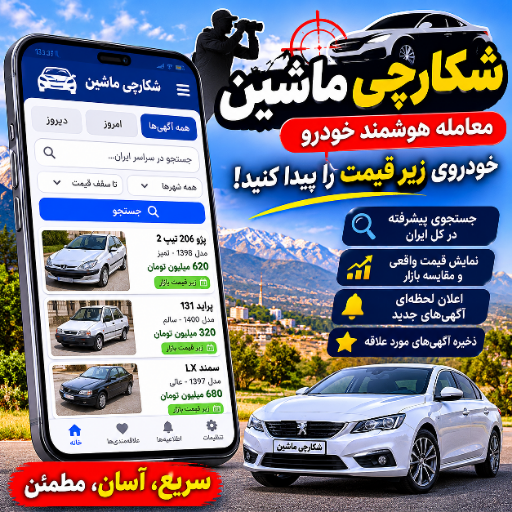 شکارچی ماشین
معامله هوشمند خودرو
خودروی زیر قیمت را پیدا کنید!
جستجوی پیشرفته
در کل ایران
نمایش قیمت واقعی
و مقایسه بازار
اعلان لحظه‌ای
آگهی‌های جدید
ذخیره آگهی‌های مورد علاقه
شکارچی ماشین
همه آگهی‌ها
امروز
دیروز
جستجو در سراسر ایران...
همه شهرها
تا سقف قیمت
جستجو
پژو 206 تیپ 2
مدل 1398 - تمیز
620 میلیون تومان
زیر قیمت بازار
پراید 131
مدل 1400 - سالم
320 میلیون تومان
زیر قیمت بازار
سمند LX
مدل 1397 - عالی
680 میلیون تومان
زیر قیمت بازار
خانه
علاقه‌مندی‌ها
اطلاعیه‌ها
تنظیمات
شکارچی ماشین
سریع، آسان، مطمئن